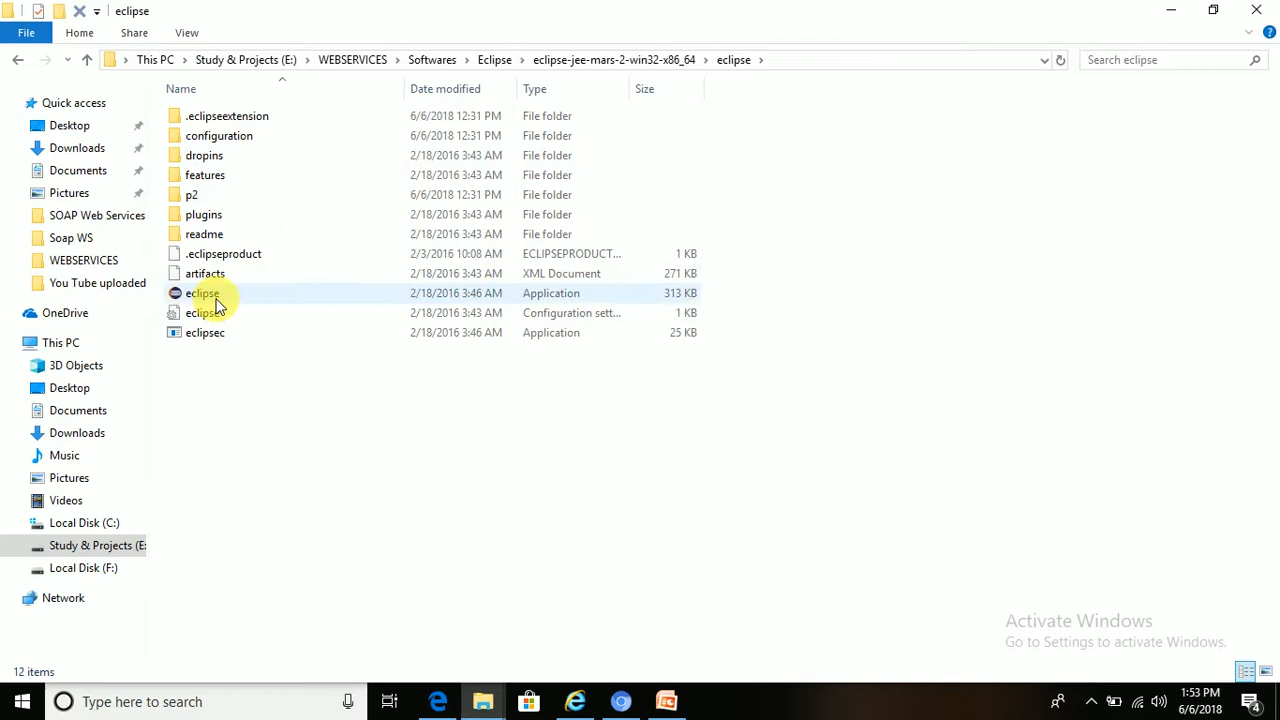 eclipse
File Home Share View
This PC Study & Projects (E:) WEBSERVICES Softwares Eclipse eclipse-jee-mars-2-win32-x86_64 eclipse Search eclipse
Name Date modified Type Size
Quick access
Desktop
Downloads
Documents
Pictures
SOAP Web Services
Soap WS
WEBSERVICES
You Tube uploaded
OneDrive
This PC
3D Objects
Desktop
Documents
Downloads
Music
Pictures
Videos
Local Disk (C:)
Study & Projects (E:
Local Disk (F:)
Network
.eclipseextension 6/6/2018 12:31 PM File folder
configuration 6/6/2018 12:31 PM File folder
dropins 2/18/2016 3:43 AM File folder
features 2/18/2016 3:43 AM File folder
p2 6/6/2018 12:31 PM File folder
plugins 2/18/2016 3:43 AM File folder
readme 2/18/2016 3:43 AM File folder
.eclipseproduct 2/3/2016 10:08 AM ECLIPSEPRODUCT... 1 KB
artifacts 2/18/2016 3:43 AM XML Document 271 KB
eclipse 2/18/2016 3:46 AM Application 313 KB
eclipse 2/18/2016 3:43 AM Configuration sett... 1 KB
eclipsec 2/18/2016 3:46 AM Application 25 KB
Activate Windows
Go to Settings to activate Windows.
12 items
Type here to search
1:53 PM
6/6/2018
4